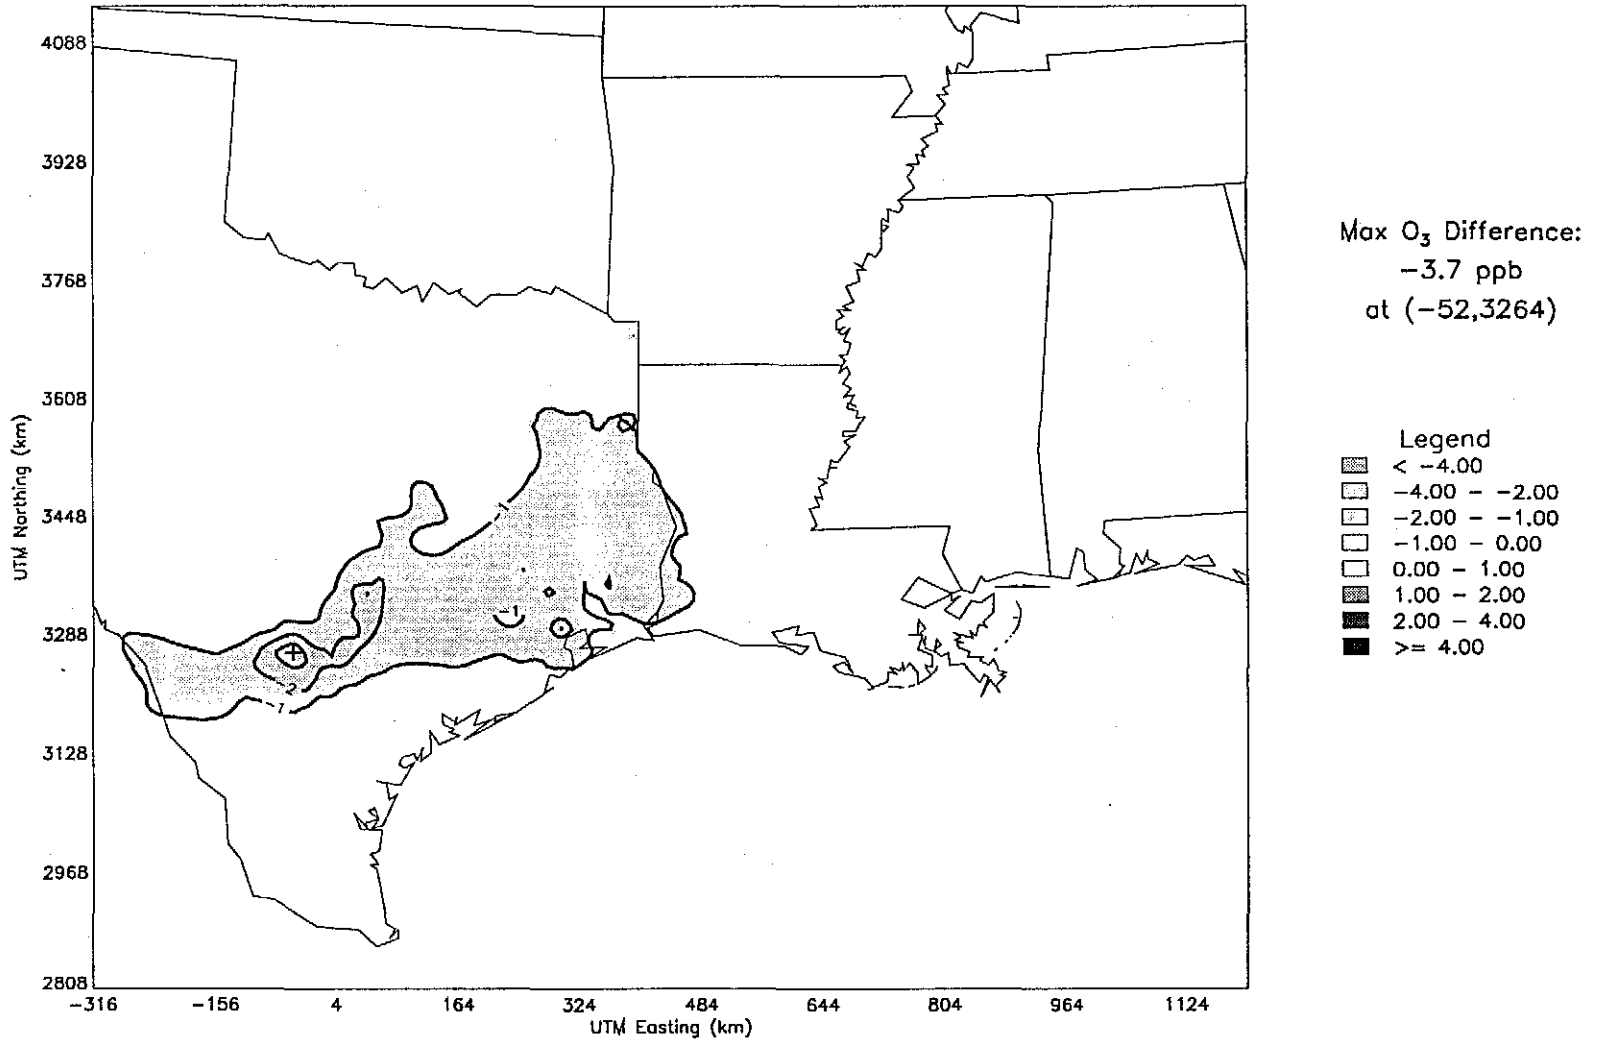 4088
3928
3768
3608
3448
3288
3128
2968
2808
UTM Northing (km)
-316 -156 4 164 324 484 644 804 964 1124
UTM Easting (km)
-1
-1
-2
-1
Max O₃ Difference:
-3.7 ppb
at (-52,3264)
Legend
< -4.00
-4.00 - -2.00
-2.00 - -1.00
-1.00 - 0.00
0.00 - 1.00
1.00 - 2.00
2.00 - 4.00
>= 4.00